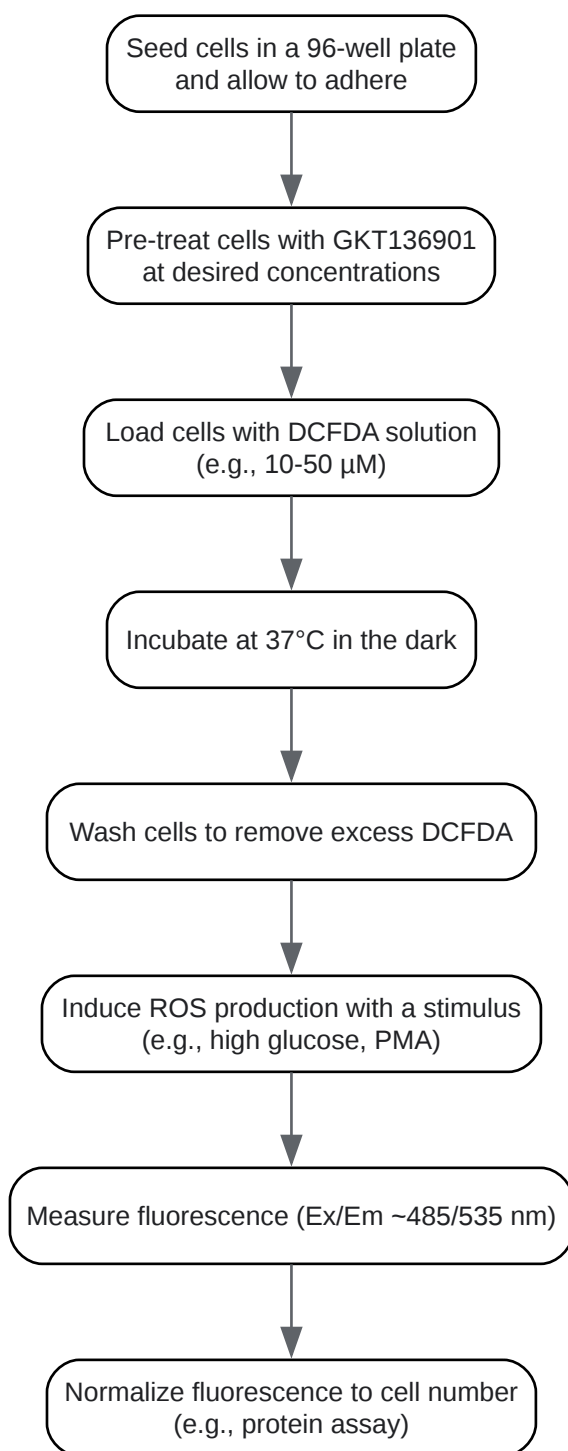 Seed cells in a 96-well plate
and allow to adhere
Pre-treat cells with GKT136901
at desired concentrations
Load cells with DCFDA solution
(e.g., 10-50 µM)
Incubate at 37°C in the dark
Wash cells to remove excess DCFDA
Induce ROS production with a stimulus
(e.g., high glucose, PMA)
Measure fluorescence (Ex/Em ~485/535 nm)
Normalize fluorescence to cell number
(e.g., protein assay)